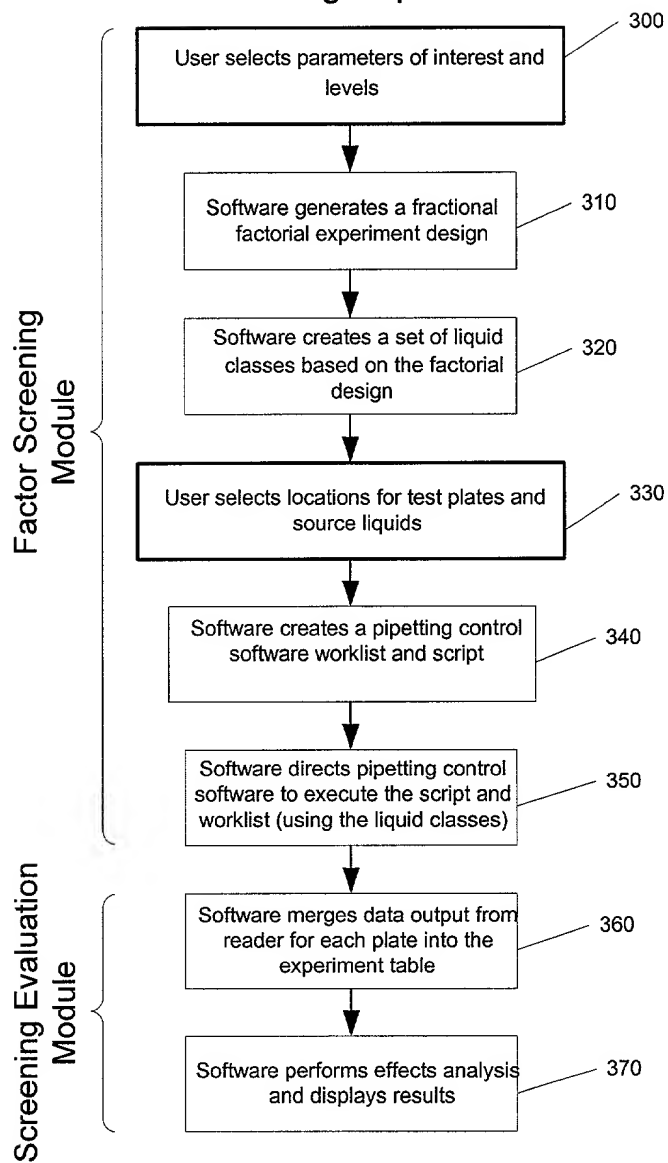 300
User selects parameters of interest and
levels
310
Software generates a fractional
factorial experiment design
320
Software creates a set of liquid
classes based on the factorial
design
330
User selects locations for test plates and
source liquids
340
Software creates a pipetting control
software worklist and script
350
Software directs pipetting control
software to execute the script and
worklist (using the liquid classes)
Factor Screening
Module
360
Software merges data output from
reader for each plate into the
experiment table
370
Software performs effects analysis
and displays results
Screening Evaluation
Module